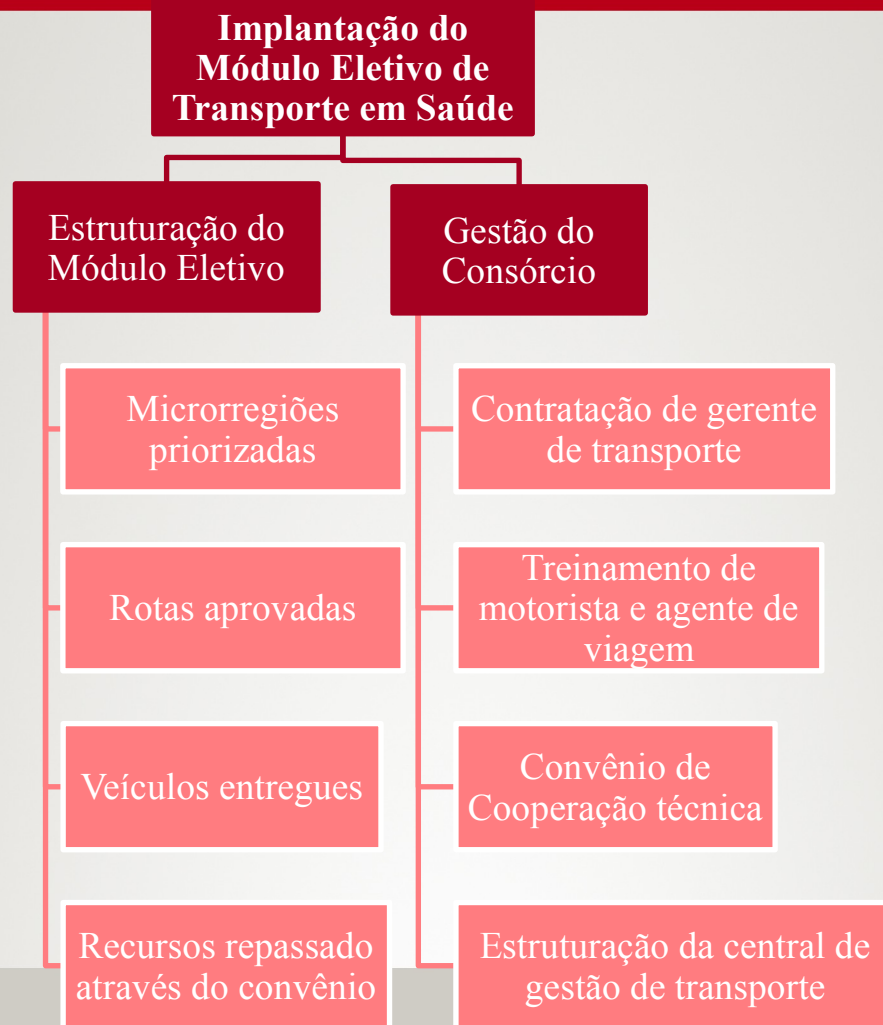 Implantação do
Módulo Eletivo de
Transporte em Saúde
Estruturação do
Módulo Eletivo
Microrregiões
priorizadas
Rotas aprovadas
Veículos entregues
Recursos repassado
através do convênio
Gestão do
Consórcio
Contratação de gerente
de transporte
Treinamento de
motorista e agente de
viagem
Convênio de
Cooperação técnica
Estruturação da central de
gestão de transporte